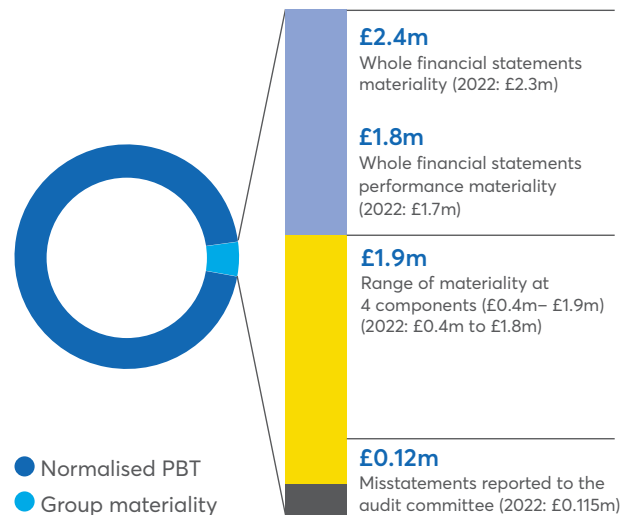 £2.4m
Whole financial statements
materiality (2022: £2.3m)
£1.8m
Whole financial statements
performance materiality
(2022: £1.7m)
£1.9m
Range of materiality at
4 components (£0.4m– £1.9m)
(2022: £0.4m to £1.8m)
£0.12m
Misstatements reported to the
audit committee (2022: £0.115m)
Normalised PBT
Group materiality